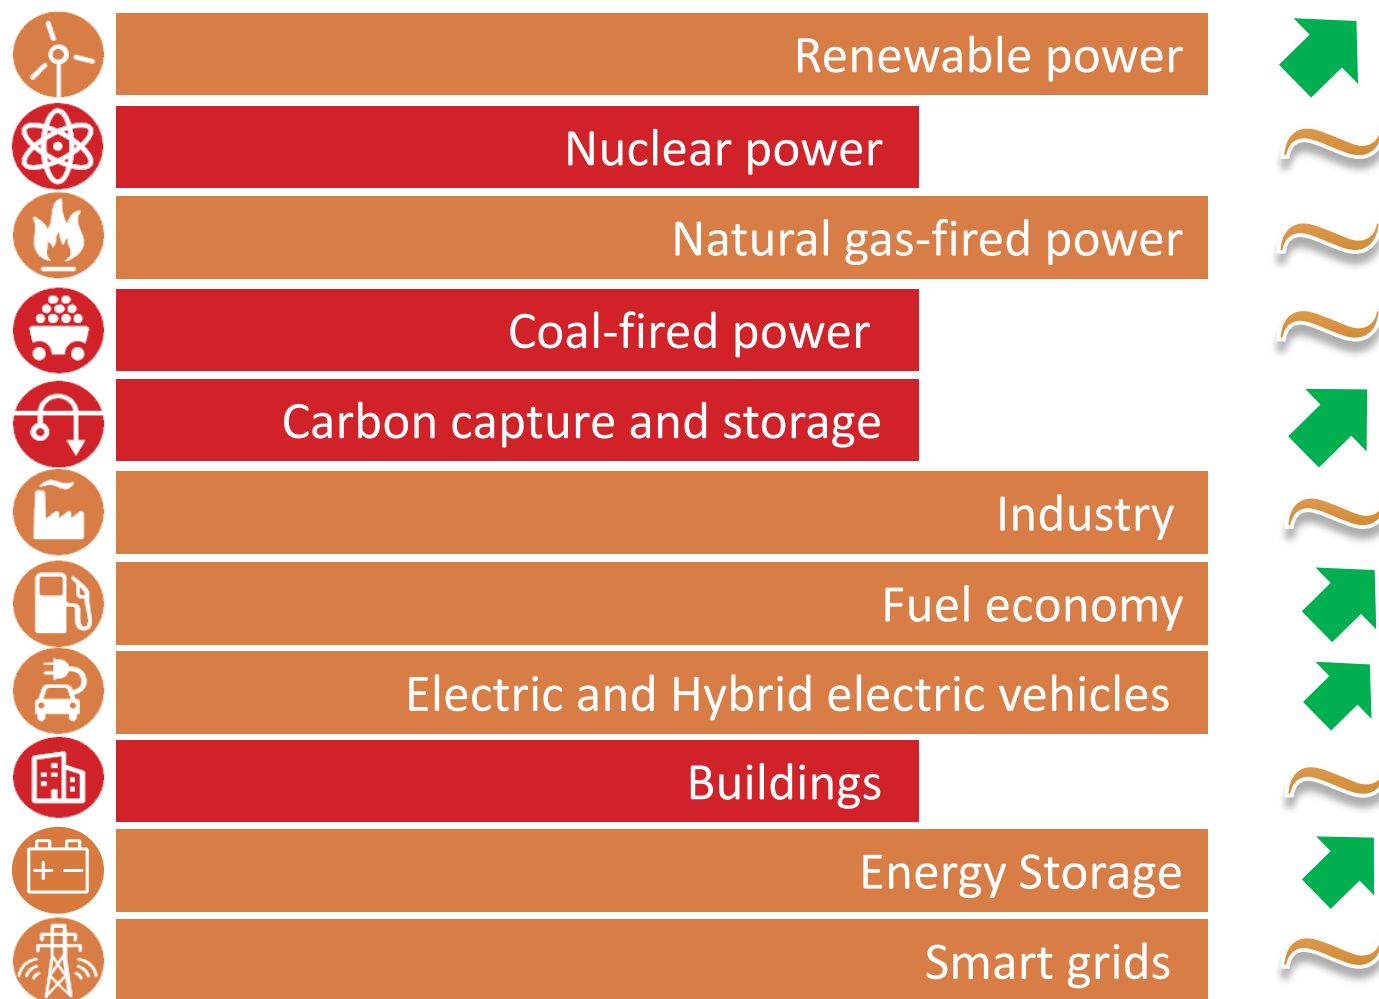 Renewable power
Nuclear power
Natural gas-fired power
Coal-fired power
Carbon capture and storage
Industry
Fuel economy
Electric and Hybrid electric vehicles
Buildings
Energy Storage
Smart grids